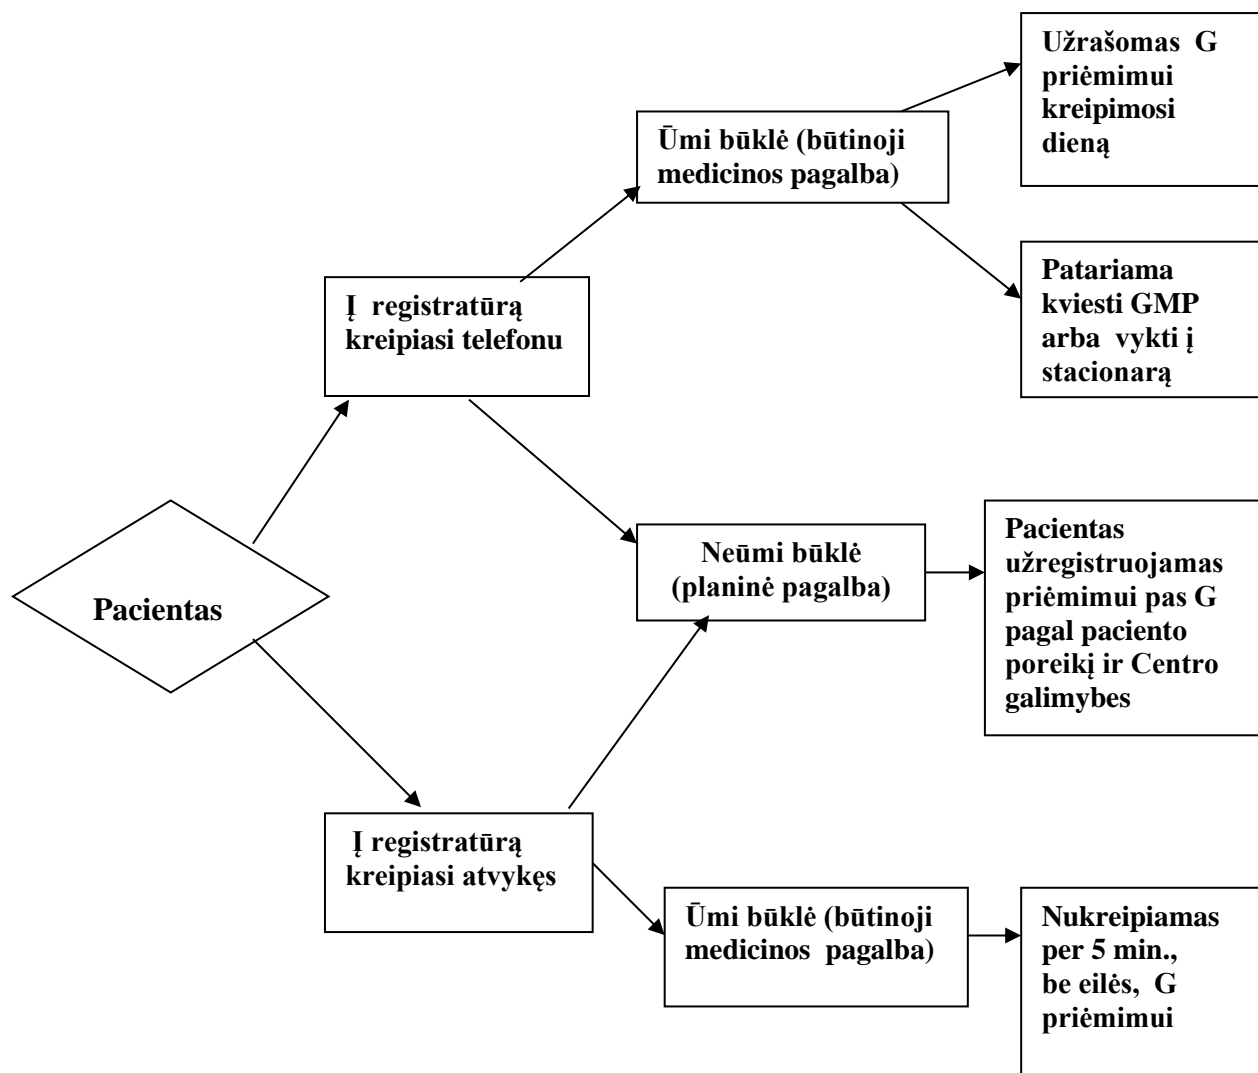 Užrašomas G
priėmimui
kreipimosi
dieną
Ūmi būklė (būtinoji
medicinos pagalba)
Patariama
kviesti GMP
arba vykti į
stacionarą
Į registratūrą
kreipiasi telefonu
Neūmi būklė
(planinė pagalba)
Pacientas
užregistruojamas
priėmimui pas G
pagal paciento
poreikį ir Centro
galimybes
Pacientas
Į registratūrą
kreipiasi atvykęs
Ūmi būklė (būtinoji
medicinos pagalba)
Nukreipiamas
per 5 min.,
be eilės, G
priėmimui